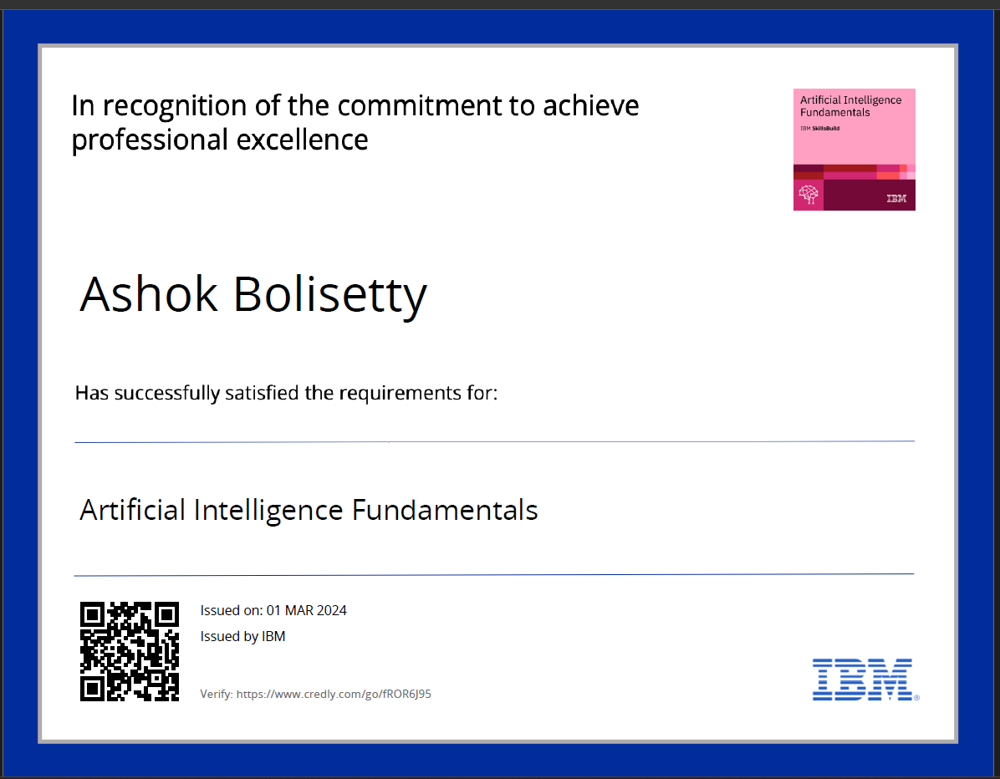 In recognition of the commitment to achieve
professional excellence
Artificial Intelligence
Fundamentals
IBM SkillsBuild
IBM
Ashok Bolisetty
Has successfully satisfied the requirements for:
Artificial Intelligence Fundamentals
Issued on: 01 MAR 2024
Issued by IBM
Verify: https://www.credly.com/go/fROR6J95
IBM®